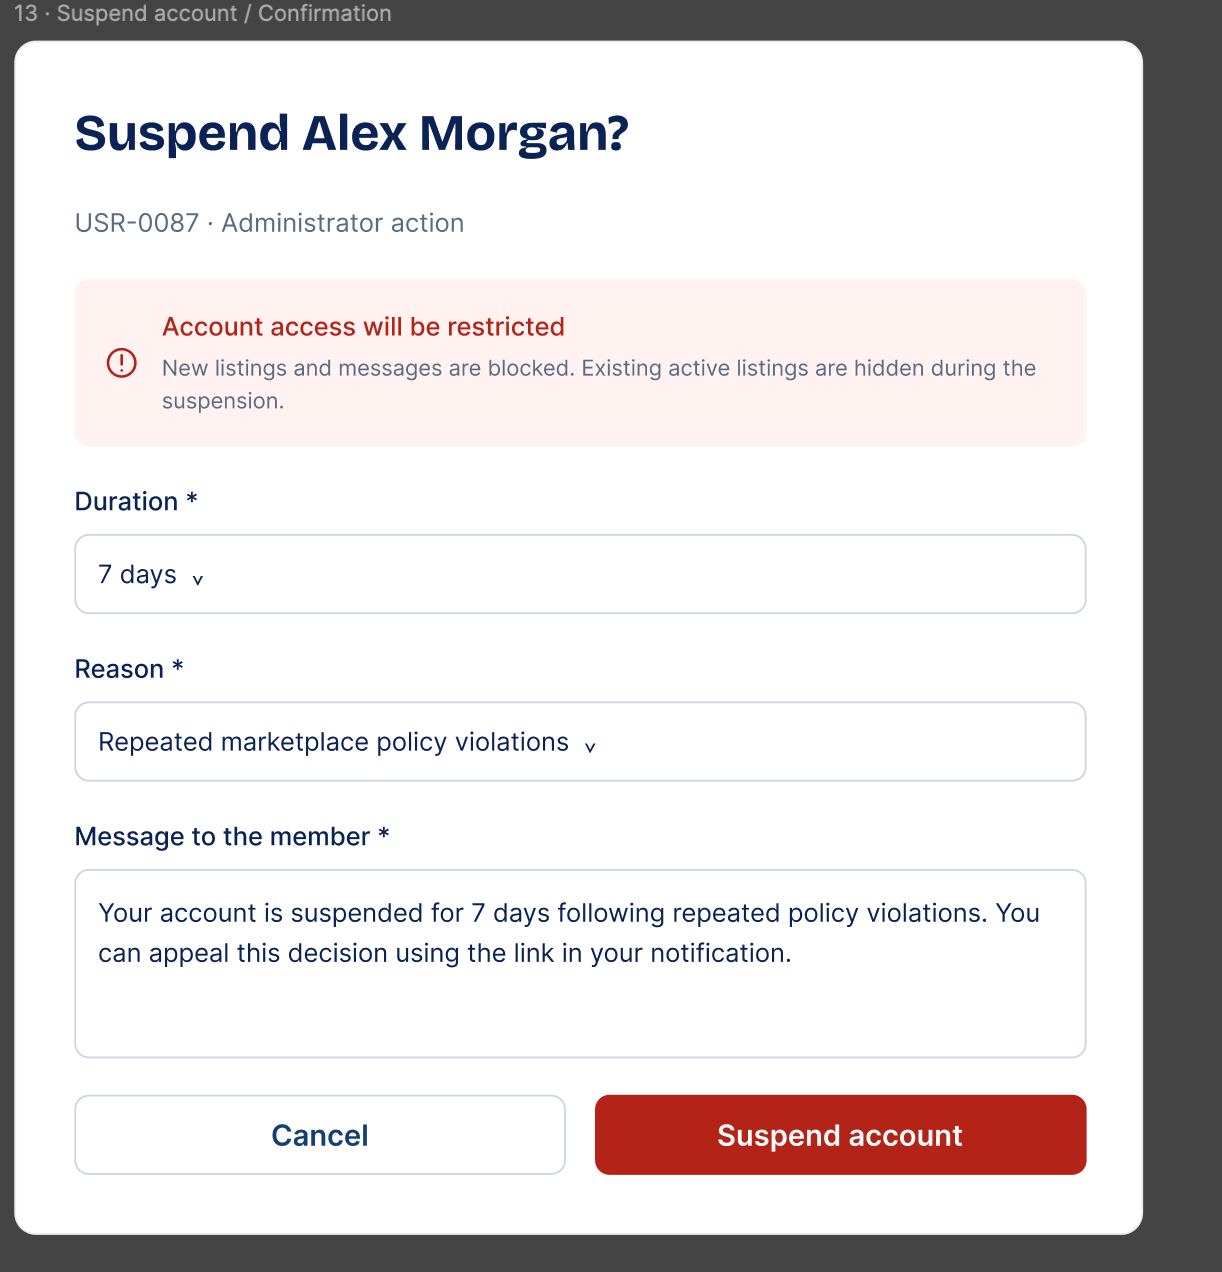 13 · Suspend account / Confirmation
Suspend Alex Morgan?
USR-0087 · Administrator action
Account access will be restricted
New listings and messages are blocked. Existing active listings are hidden during the
suspension.
Duration *
7 days
Reason *
Repeated marketplace policy violations
Message to the member *
Your account is suspended for 7 days following repeated policy violations. You
can appeal this decision using the link in your notification.
Cancel
Suspend account